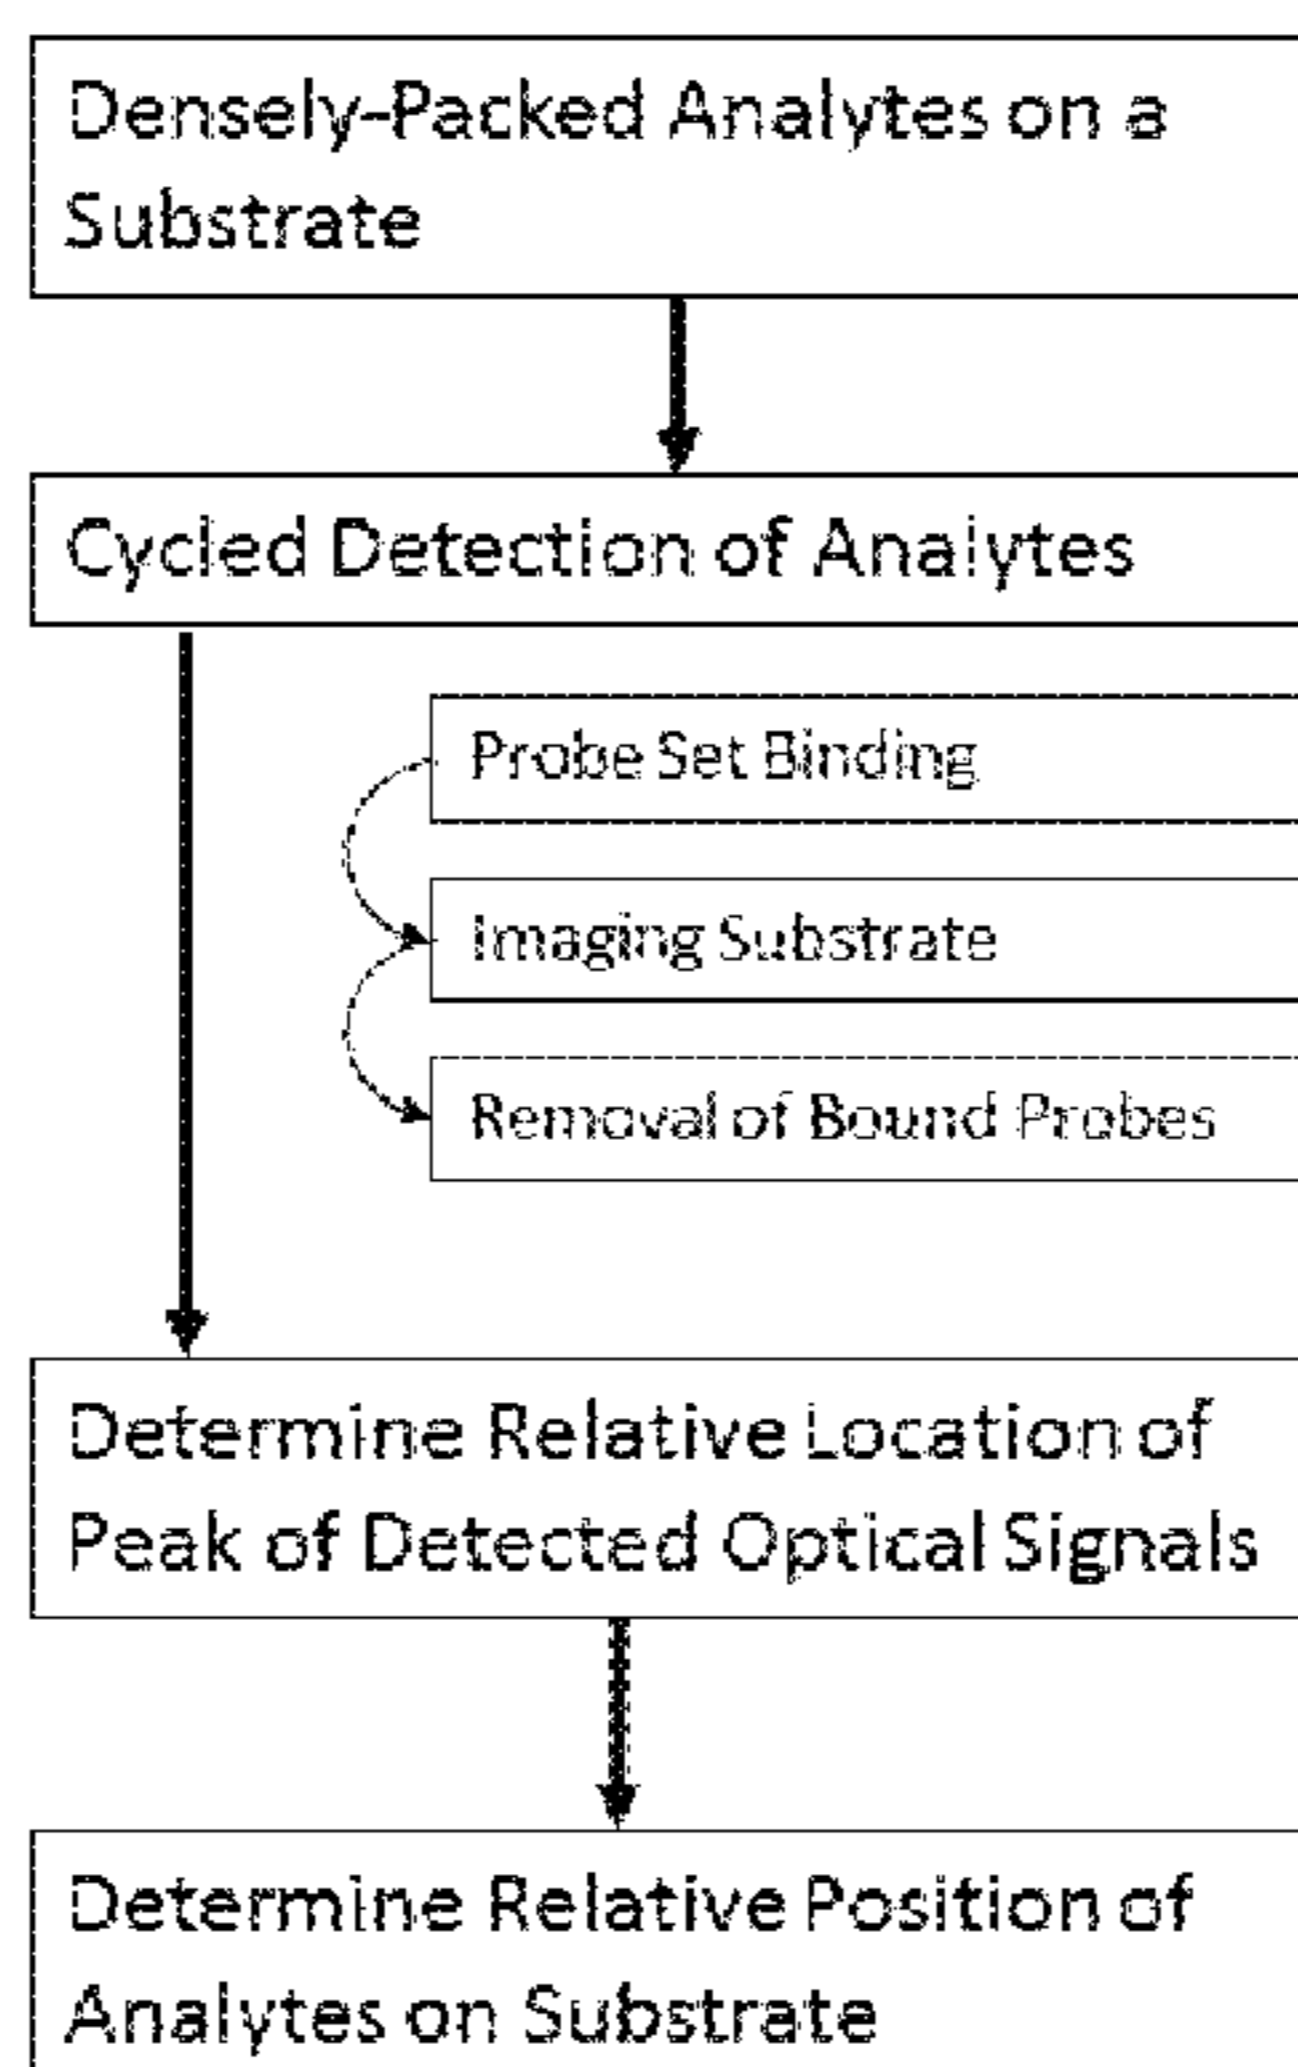 Densely-Packed Analytes on a
Substrate
Cycled Detection of Analytes
Probe Set Binding
Imaging Substrate
Removal of Bound Probes
Determine Relative Location of
Peak of Detected Optical Signals
Determine Relative Position of
Analytes on Substrate